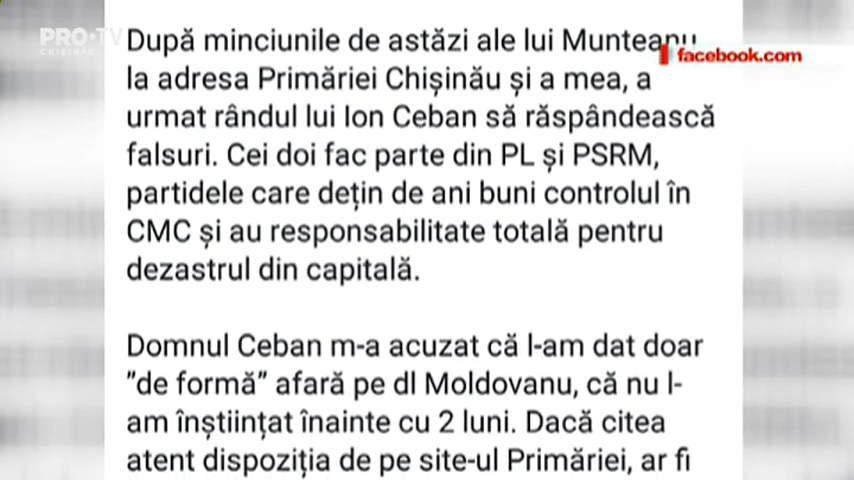 PRO TV
CHIȘINĂU
facebook.com
După minciunile de astăzi ale lui Munteanu
la adresa Primăriei Chișinău și a mea, a
urmat rândul lui Ion Ceban să răspândească
falsuri. Cei doi fac parte din PL și PSRM,
partidele care dețin de ani buni controlul în
CMC și au responsabilitate totală pentru
dezastrul din capitală.
Domnul Ceban m-a acuzat că l-am dat doar
"de formă" afară pe dl Moldovanu, că nu l-
am înștiințat înainte cu 2 luni. Dacă citea
atent dispoziția de pe site-ul Primăriei, ar fi